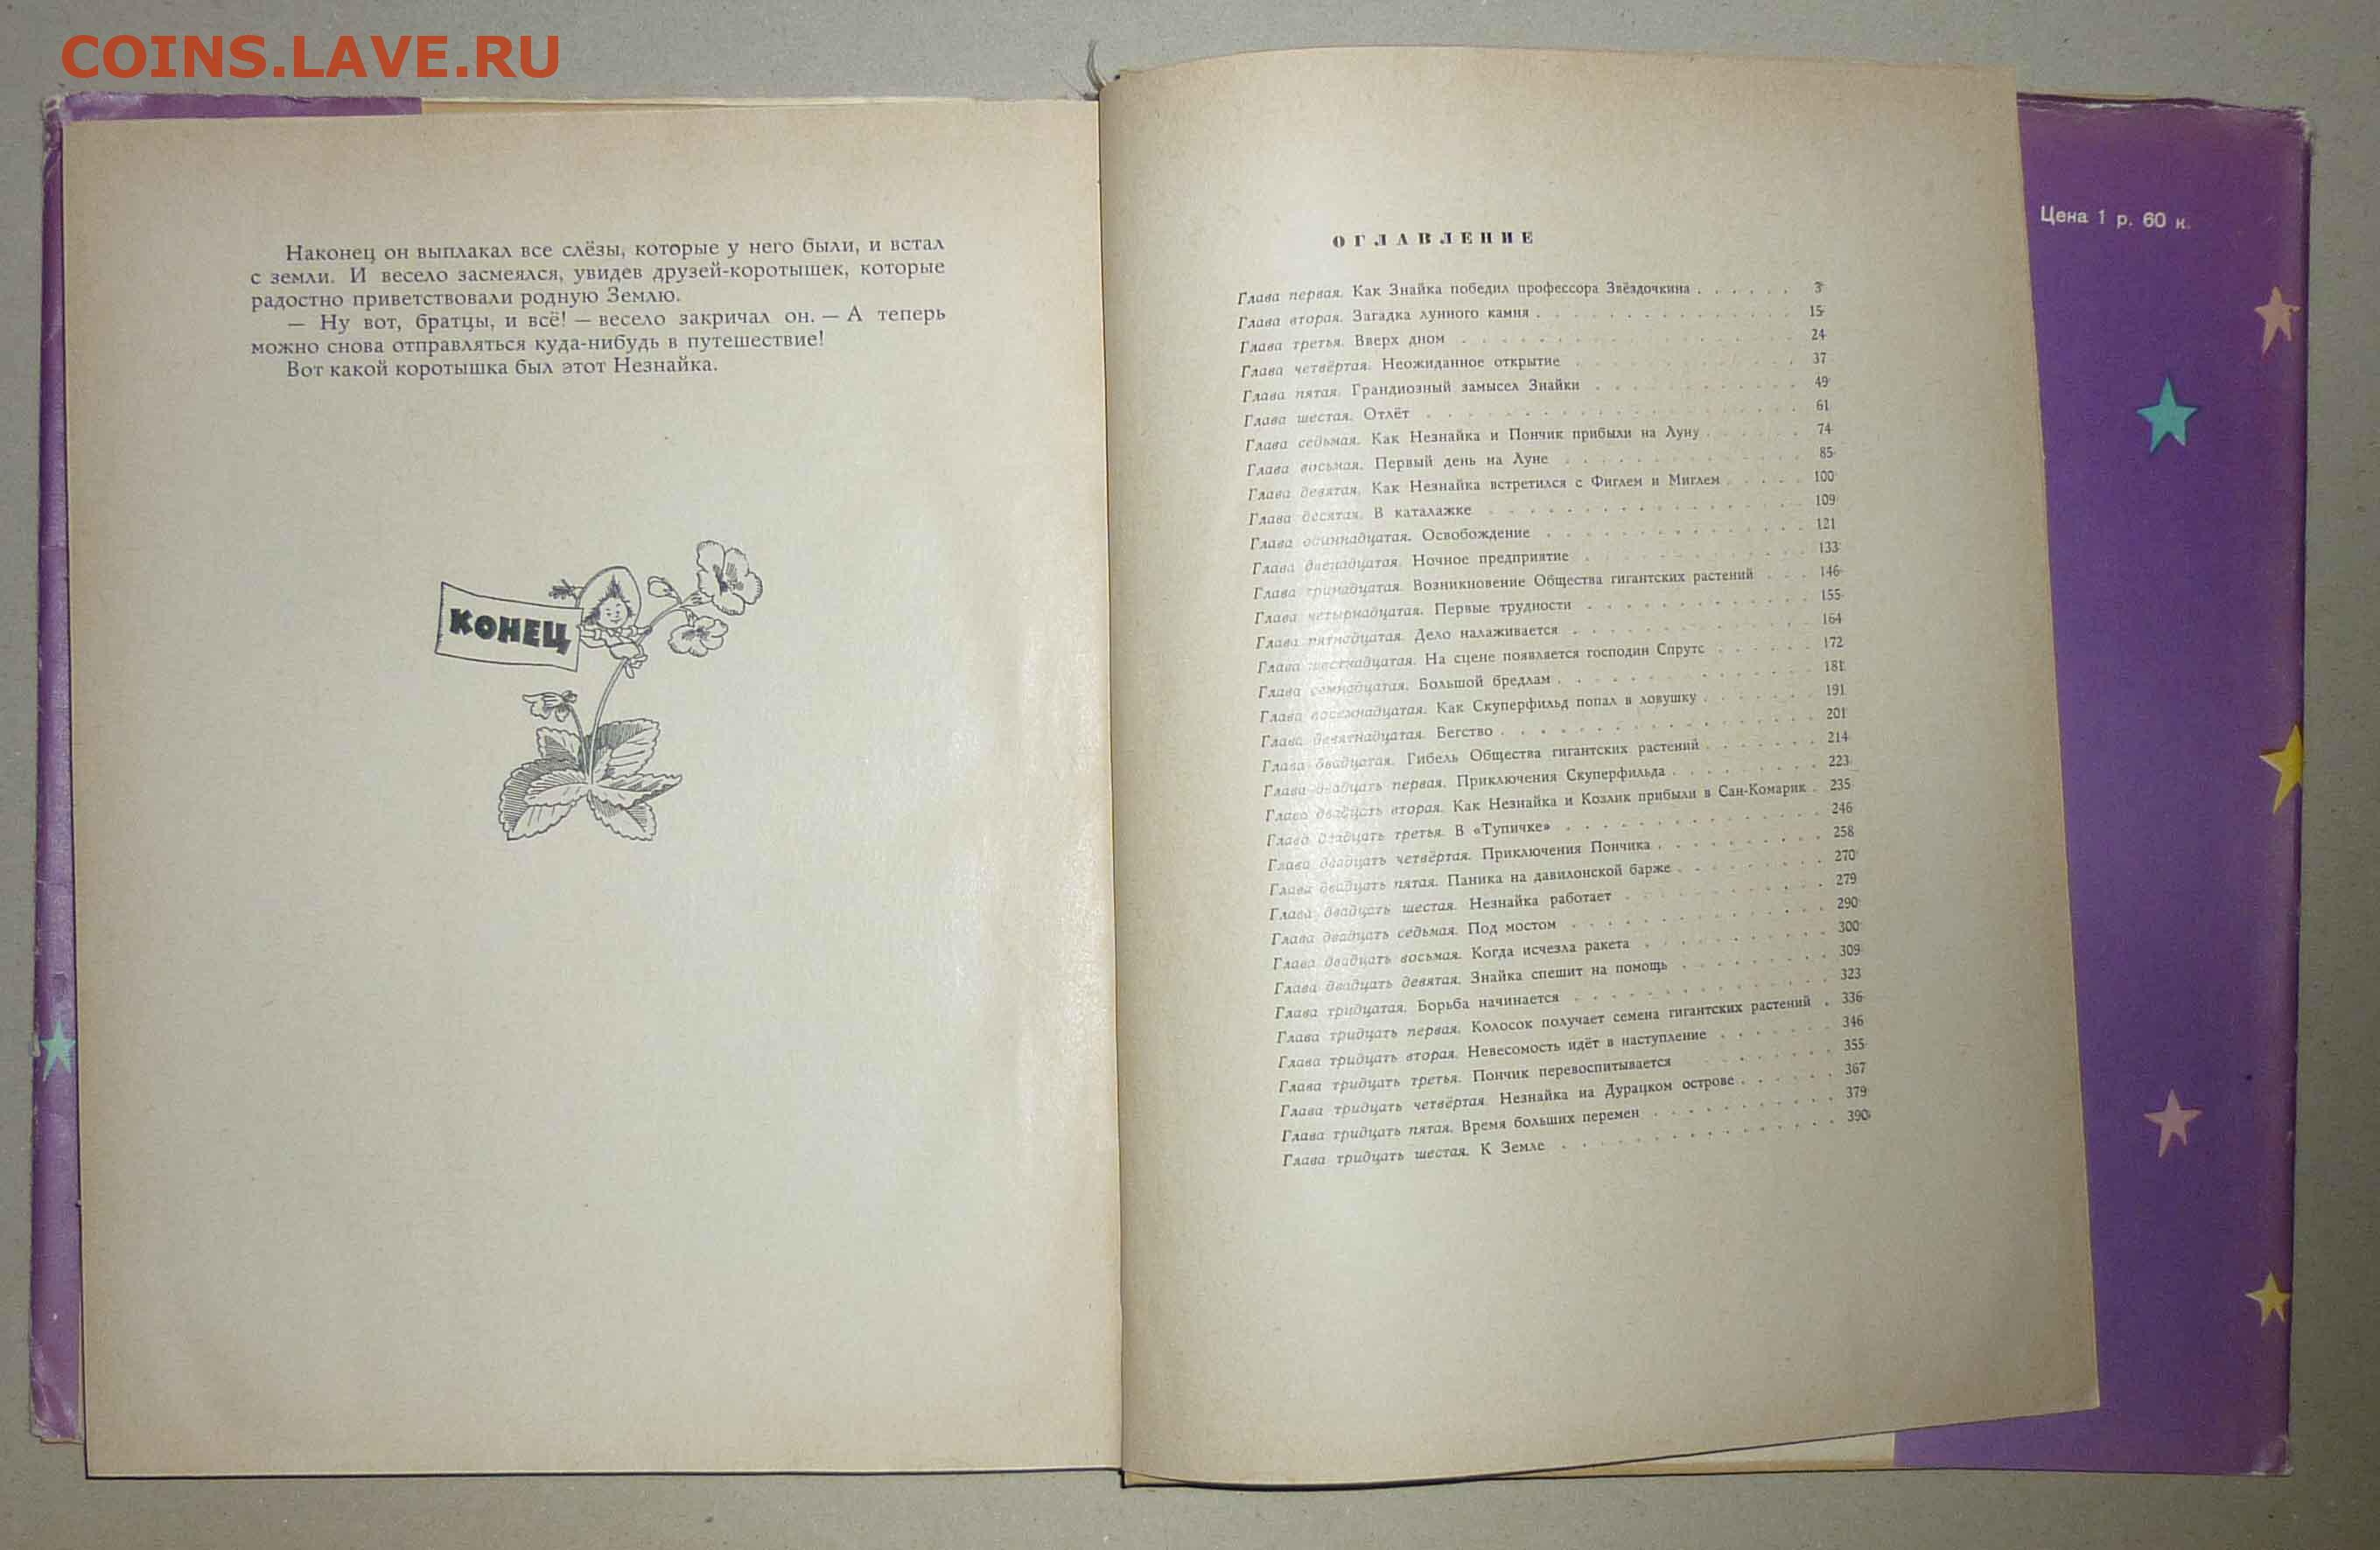 COINS.LAVE.RU
Наконец он выплакал все слёзы, которые у него были, и встал
с земли. И весело засмеялся, увидев друзей-коротышек, которые
радостно приветствовали родную Землю.
— Ну вот, братцы, и всё! — весело закричал он. — А теперь
можно снова отправляться куда-нибудь в путешествие!
Вот какой коротышка был этот Незнайка.
КОНЕЦ
ОГЛАВЛЕНИЕ
Глава первая. Как Знайка победил профессора Звёздочкина . . . . . . 3
Глава вторая. Загадка лунного камня . . . . . . 15
Глава третья. Вверх дном . . . . . . 24
Глава четвёртая. Неожиданное открытие . . . . . . 37
Глава пятая. Грандиозный замысел Знайки . . . . . . 49
Глава шестая. Отлёт . . . . . . 61
Глава седьмая. Как Незнайка и Пончик прибыли на Луну . . . . . . 74
Глава восьмая. Первый день на Луне . . . . . . 85
Глава девятая. Как Незнайка встретился с Фиглем и Миглем . . . . . 100
Глава десятая. В каталажке . . . . . . 109
Глава одиннадцатая. Освобождение . . . . . . 121
Глава двенадцатая. Ночное предприятие . . . . . . 133
Глава тринадцатая. Возникновение Общества гигантских растений . . . 146
Глава четырнадцатая. Первые трудности . . . . . . 155
Глава пятнадцатая. Дело налаживается . . . . . . 164
Глава шестнадцатая. На сцене появляется господин Спрутс . . . . . . 172
Глава семнадцатая. Большой бредлам . . . . . . 181
Глава восемнадцатая. Как Скуперфильд попал в ловушку . . . . . . 191
Глава девятнадцатая. Бегство . . . . . . 201
Глава двадцатая. Гибель Общества гигантских растений . . . . . . 214
Глава двадцать первая. Приключения Скуперфильда . . . . . . 223
Глава двадцать вторая. Как Незнайка и Козлик прибыли в Сан-Комарик . 235
Глава двадцать третья. В «Тупичке» . . . . . . 246
Глава двадцать четвёртая. Приключения Пончика . . . . . . 258
Глава двадцать пятая. Паника на давилонской барже . . . . . . 270
Глава двадцать шестая. Незнайка работает . . . . . . 279
Глава двадцать седьмая. Под мостом . . . . . . 290
Глава двадцать восьмая. Когда исчезла ракета . . . . . . 300
Глава двадцать девятая. Знайка спешит на помощь . . . . . . 309
Глава тридцатая. Борьба начинается . . . . . . 323
Глава тридцать первая. Колосок получает семена гигантских растений . 336
Глава тридцать вторая. Невесомость идёт в наступление . . . . . . 346
Глава тридцать третья. Пончик перевоспитывается . . . . . . 355
Глава тридцать четвёртая. Незнайка на Дурацком острове . . . . . . 367
Глава тридцать пятая. Время больших перемен . . . . . . 379
Глава тридцать шестая. К Земле . . . . . . 390
Цена 1 р. 60 к.